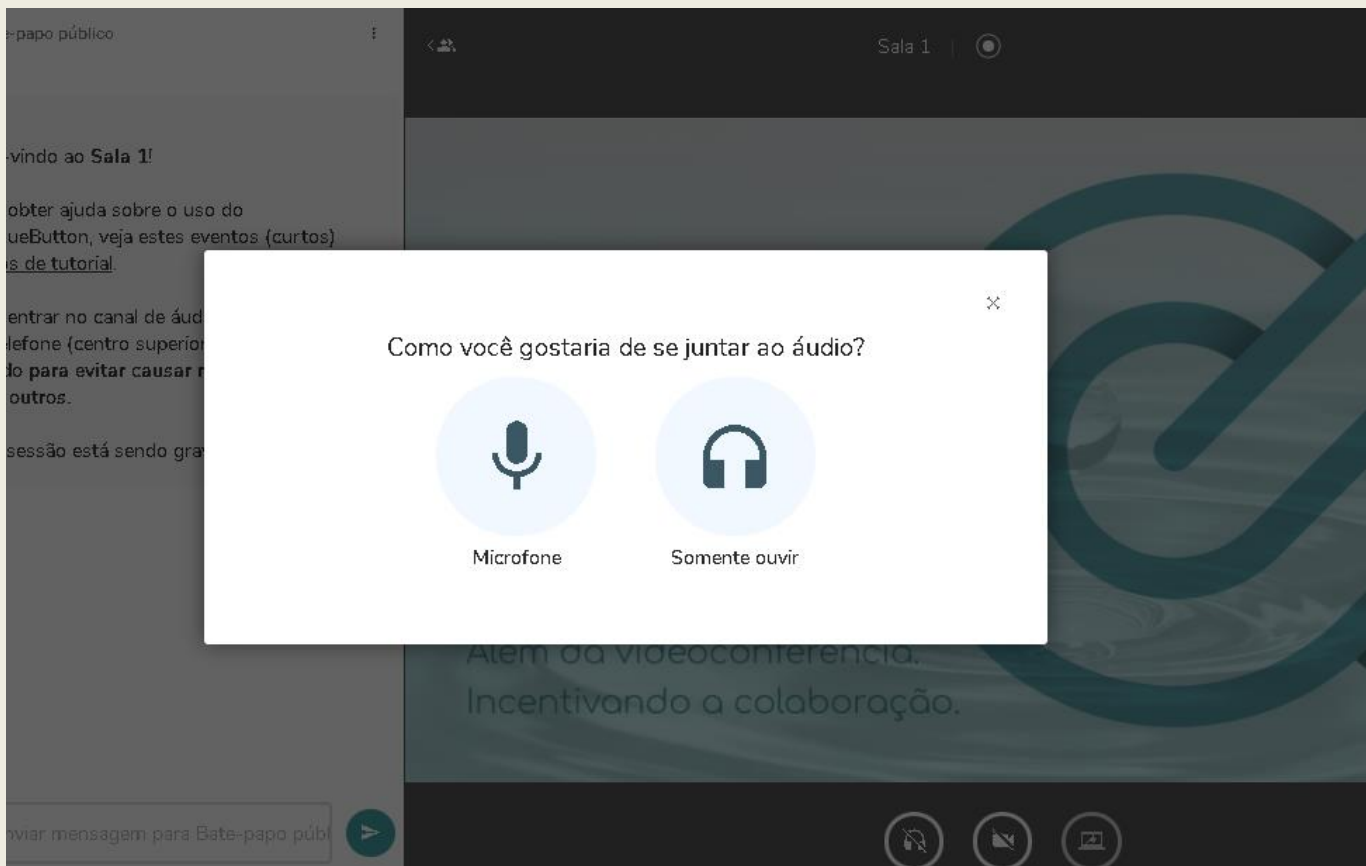 e-papo público
Sala 1
-vindo ao Sala 1!
obter ajuda sobre o uso do
ueButton, veja estes eventos (curtos)
s de tutorial.
entrar no canal de áud
lefone (centro superior
do para evitar causar r
outros.
sessão está sendo gra
Como você gostaria de se juntar ao áudio?
Microfone
Somente ouvir
Além da videoconferência.
Incentivando a colaboração.
nviar mensagem para Bate-papo públ